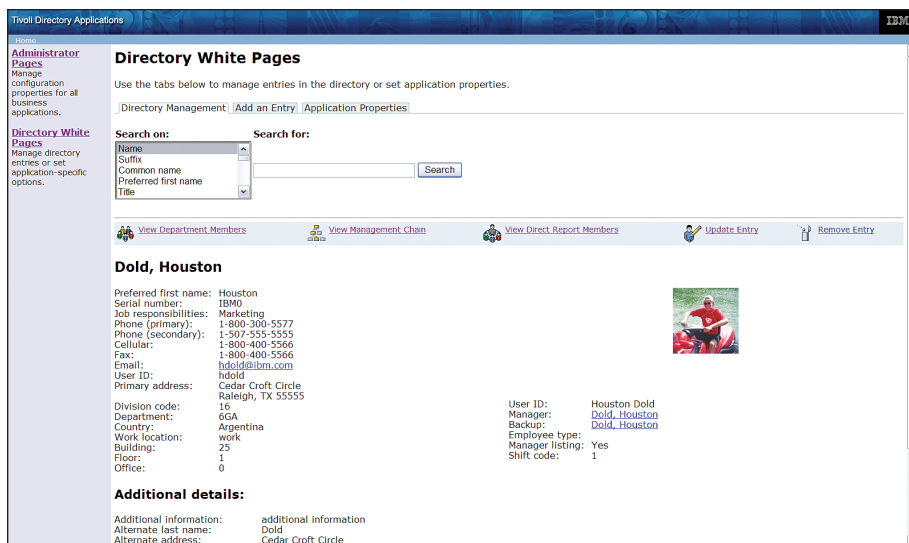 Tivoli Directory Applications
IBM
Home
Administrator
Pages
Manage
configuration
properties for all
business
applications.
Directory White
Pages
Manage directory
entries or set
application-specific
options.
Directory White Pages
Use the tabs below to manage entries in the directory or set application properties.
Directory Management Add an Entry Application Properties
Search on: Search for:
Name
Suffix
Common name
Preferred first name
Title
Search
View Department Members View Management Chain View Direct Report Members Update Entry Remove Entry
Dold, Houston
Preferred first name: Houston
Serial number: IBM0
Job responsibilities: Marketing
Phone (primary): 1-800-300-5577
Phone (secondary): 1-507-555-5555
Cellular: 1-800-400-5566
Fax: 1-800-400-5566
Email: hdold@ibm.com
User ID: hdold
Primary address: Cedar Croft Circle
Raleigh, TX 55555
Division code: 16
Department: 6GA
Country: Argentina
Work location: work
Building: 25
Floor: 1
Office: 0
User ID: Houston Dold
Manager: Dold, Houston
Backup: Dold, Houston
Employee type:
Manager listing: Yes
Shift code: 1
Additional details:
Additional information: additional information
Alternate last name: Dold
Alternate address: Cedar Croft Circle